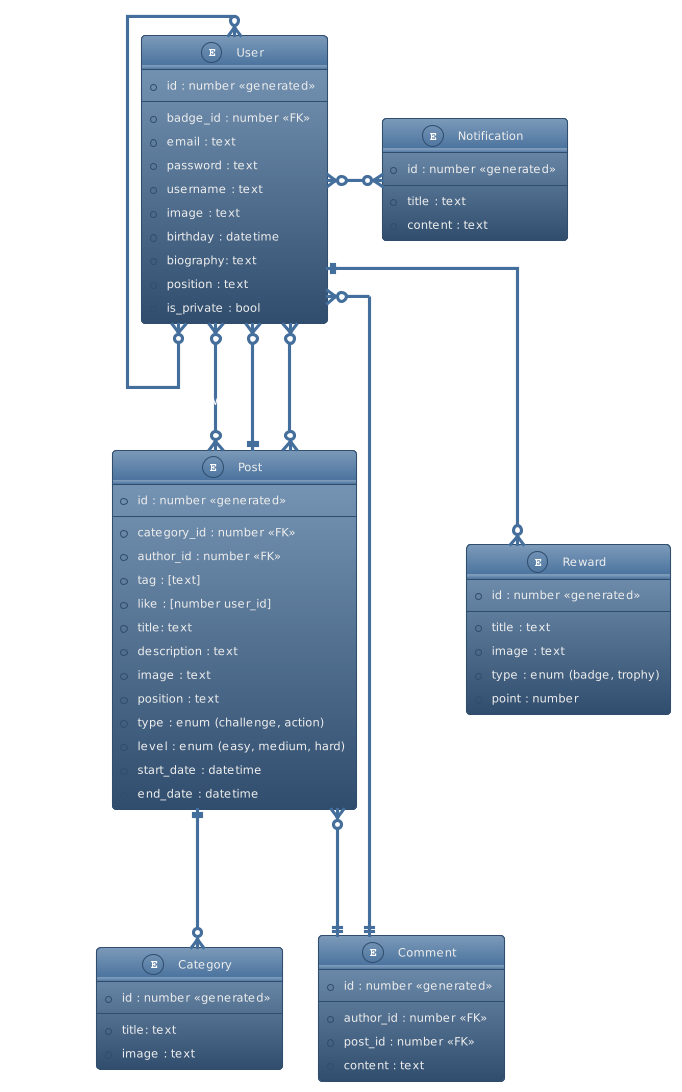 E User
id : number «generated»
badge_id : number «FK»
email : text
password : text
username : text
image : text
birthday : datetime
biography: text
position : text
is_private : bool
E Notification
id : number «generated»
title : text
content : text
E Post
id : number «generated»
category_id : number «FK»
author_id : number «FK»
tag : [text]
like : [number user_id]
title: text
description : text
image : text
position : text
type : enum (challenge, action)
level : enum (easy, medium, hard)
start_date : datetime
end_date : datetime
E Reward
id : number «generated»
title : text
image : text
type : enum (badge, trophy)
point : number
E Category
id : number «generated»
title: text
image : text
E Comment
id : number «generated»
author_id : number «FK»
post_id : number «FK»
content : text